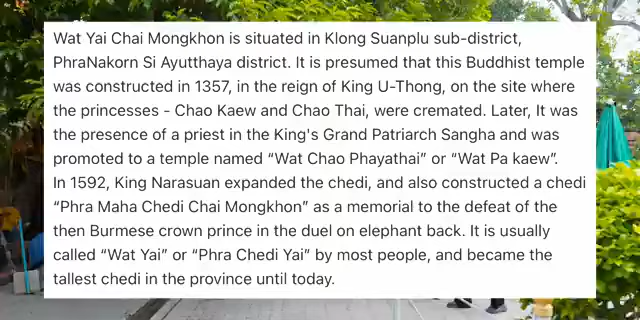 Wat Yai Chai Mongkhon is situated in Klong Suanplu sub-district,
PhraNakorn Si Ayutthaya district. It is presumed that this Buddhist temple
was constructed in 1357, in the reign of King U-Thong, on the site where
the princesses - Chao Kaew and Chao Thai, were cremated. Later, It was
the presence of a priest in the King's Grand Patriarch Sangha and was
promoted to a temple named “Wat Chao Phayathai” or “Wat Pa kaew”.
In 1592, King Narasuan expanded the chedi, and also constructed a chedi
“Phra Maha Chedi Chai Mongkhon” as a memorial to the defeat of the
then Burmese crown prince in the duel on elephant back. It is usually
called “Wat Yai” or “Phra Chedi Yai” by most people, and became the
tallest chedi in the province until today.